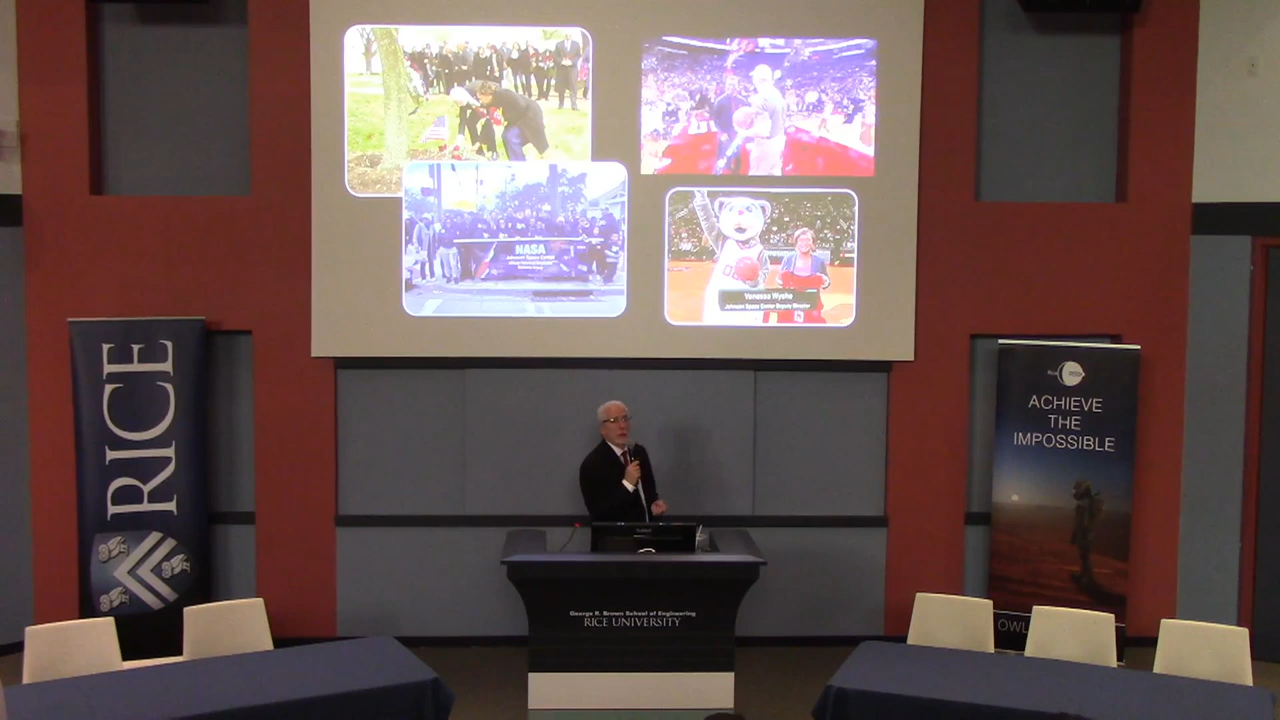 NASA
Johnson Space Center
Vanessa Wyche
Johnson Space Center Deputy Director
RICE
ACHIEVE
THE
IMPOSSIBLE
George R. Brown School of Engineering
RICE UNIVERSITY
OWL